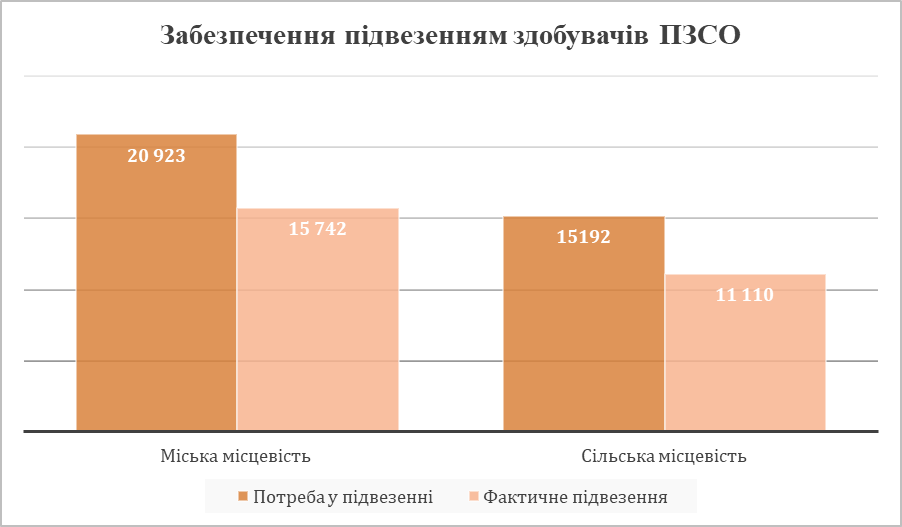 Забезпечення підвезенням здобувачів ПЗСО
20 923
15 742
15192
11 110
Міська місцевість
Сільська місцевість
Потреба у підвезенні
Фактичне підвезення